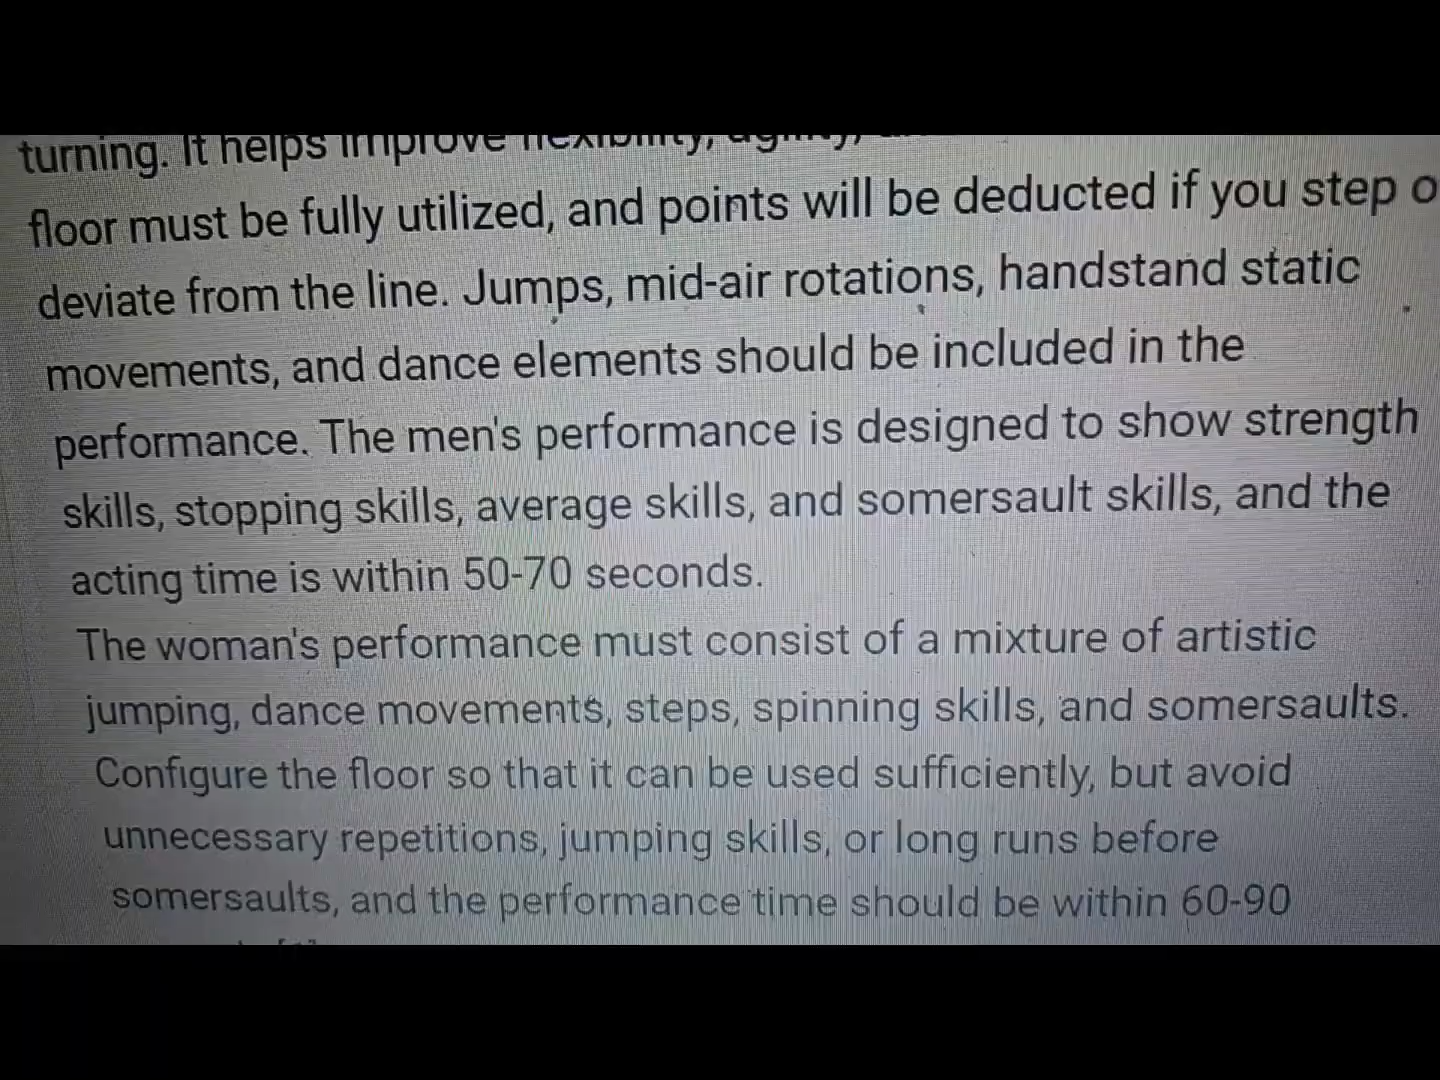 turning. It helps improve flexibility, agility,
floor must be fully utilized, and points will be deducted if you step
deviate from the line. Jumps, mid-air rotations, handstand static
movements, and dance elements should be included in the
performance. The men's performance is designed to show strength
skills, stopping skills, average skills, and somersault skills, and the
acting time is within 50-70 seconds.
The woman's performance must consist of a mixture of artistic
jumping, dance movements, steps, spinning skills, and somersaults.
Configure the floor so that it can be used sufficiently, but avoid
unnecessary repetitions, jumping skills, or long runs before
somersaults, and the performance time should be within 60-90